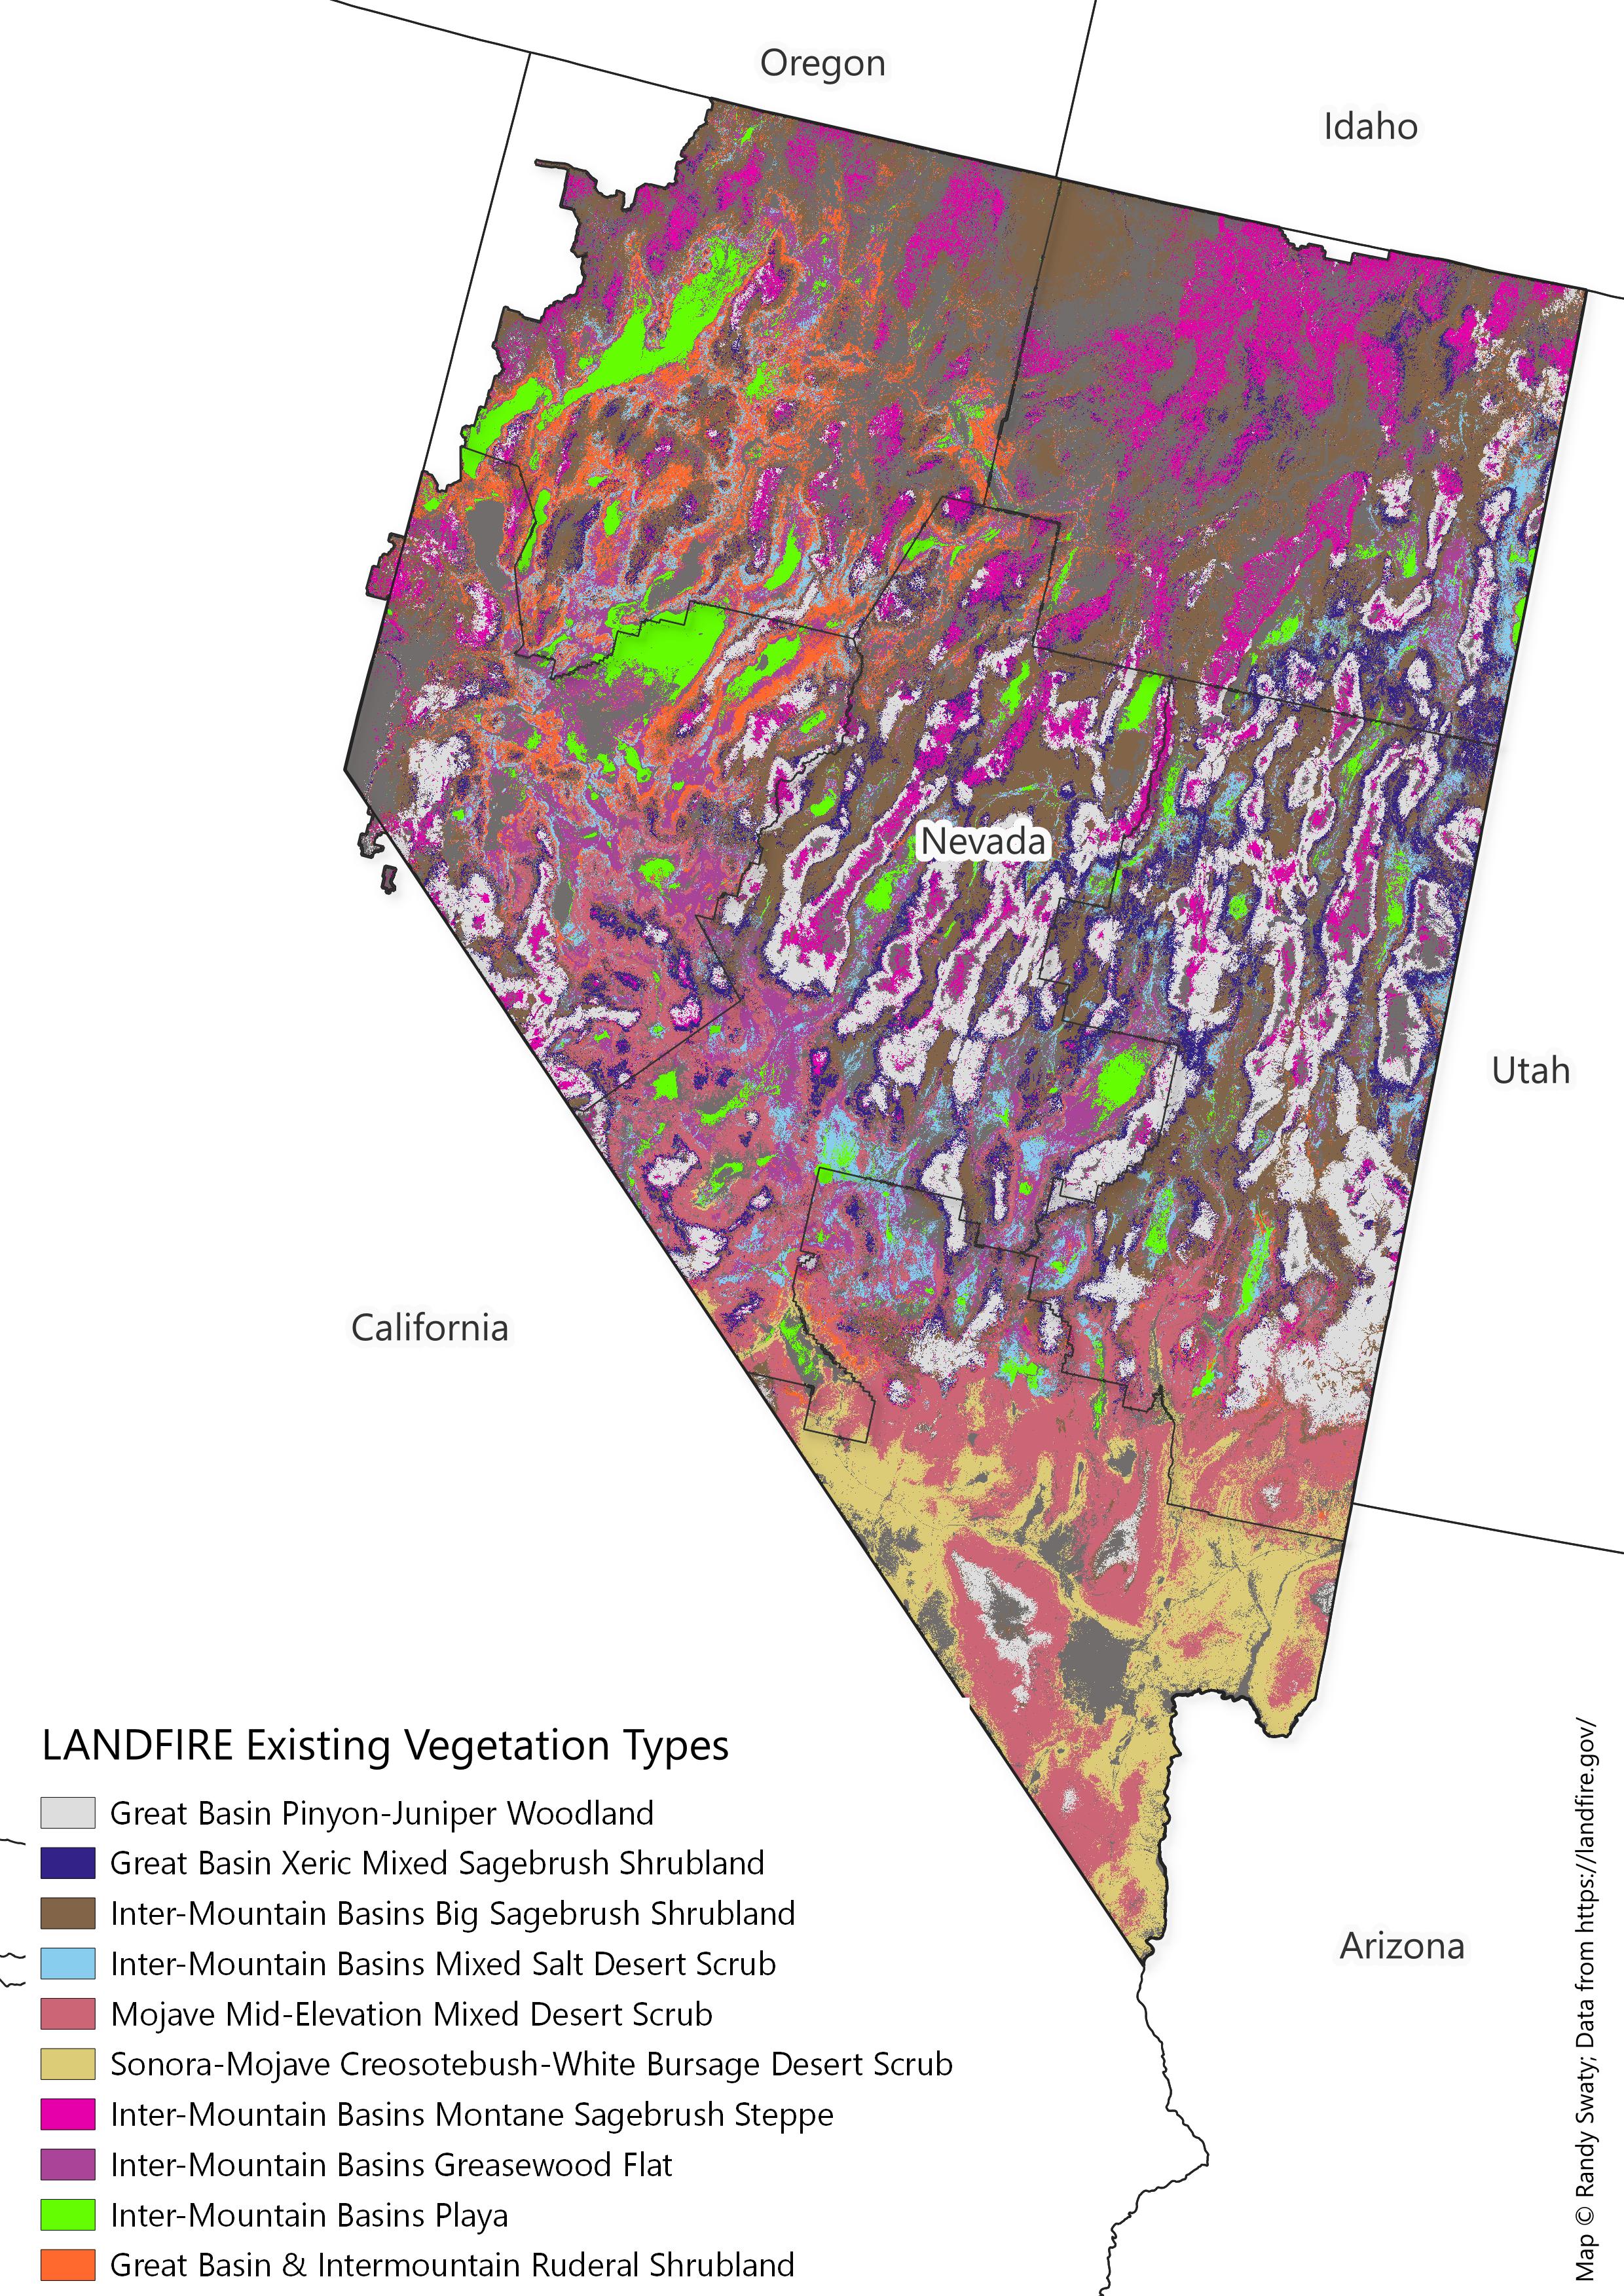 Oregon
Idaho
Nevada
Utah
California
Arizona
LANDFIRE Existing Vegetation Types
Great Basin Pinyon-Juniper Woodland
Great Basin Xeric Mixed Sagebrush Shrubland
Inter-Mountain Basins Big Sagebrush Shrubland
Inter-Mountain Basins Mixed Salt Desert Scrub
Mojave Mid-Elevation Mixed Desert Scrub
Sonora-Mojave Creosotebush-White Bursage Desert Scrub
Inter-Mountain Basins Montane Sagebrush Steppe
Inter-Mountain Basins Greasewood Flat
Inter-Mountain Basins Playa
Great Basin & Intermountain Ruderal Shrubland
Map © Randy Swaty; Data from https://landfire.gov/